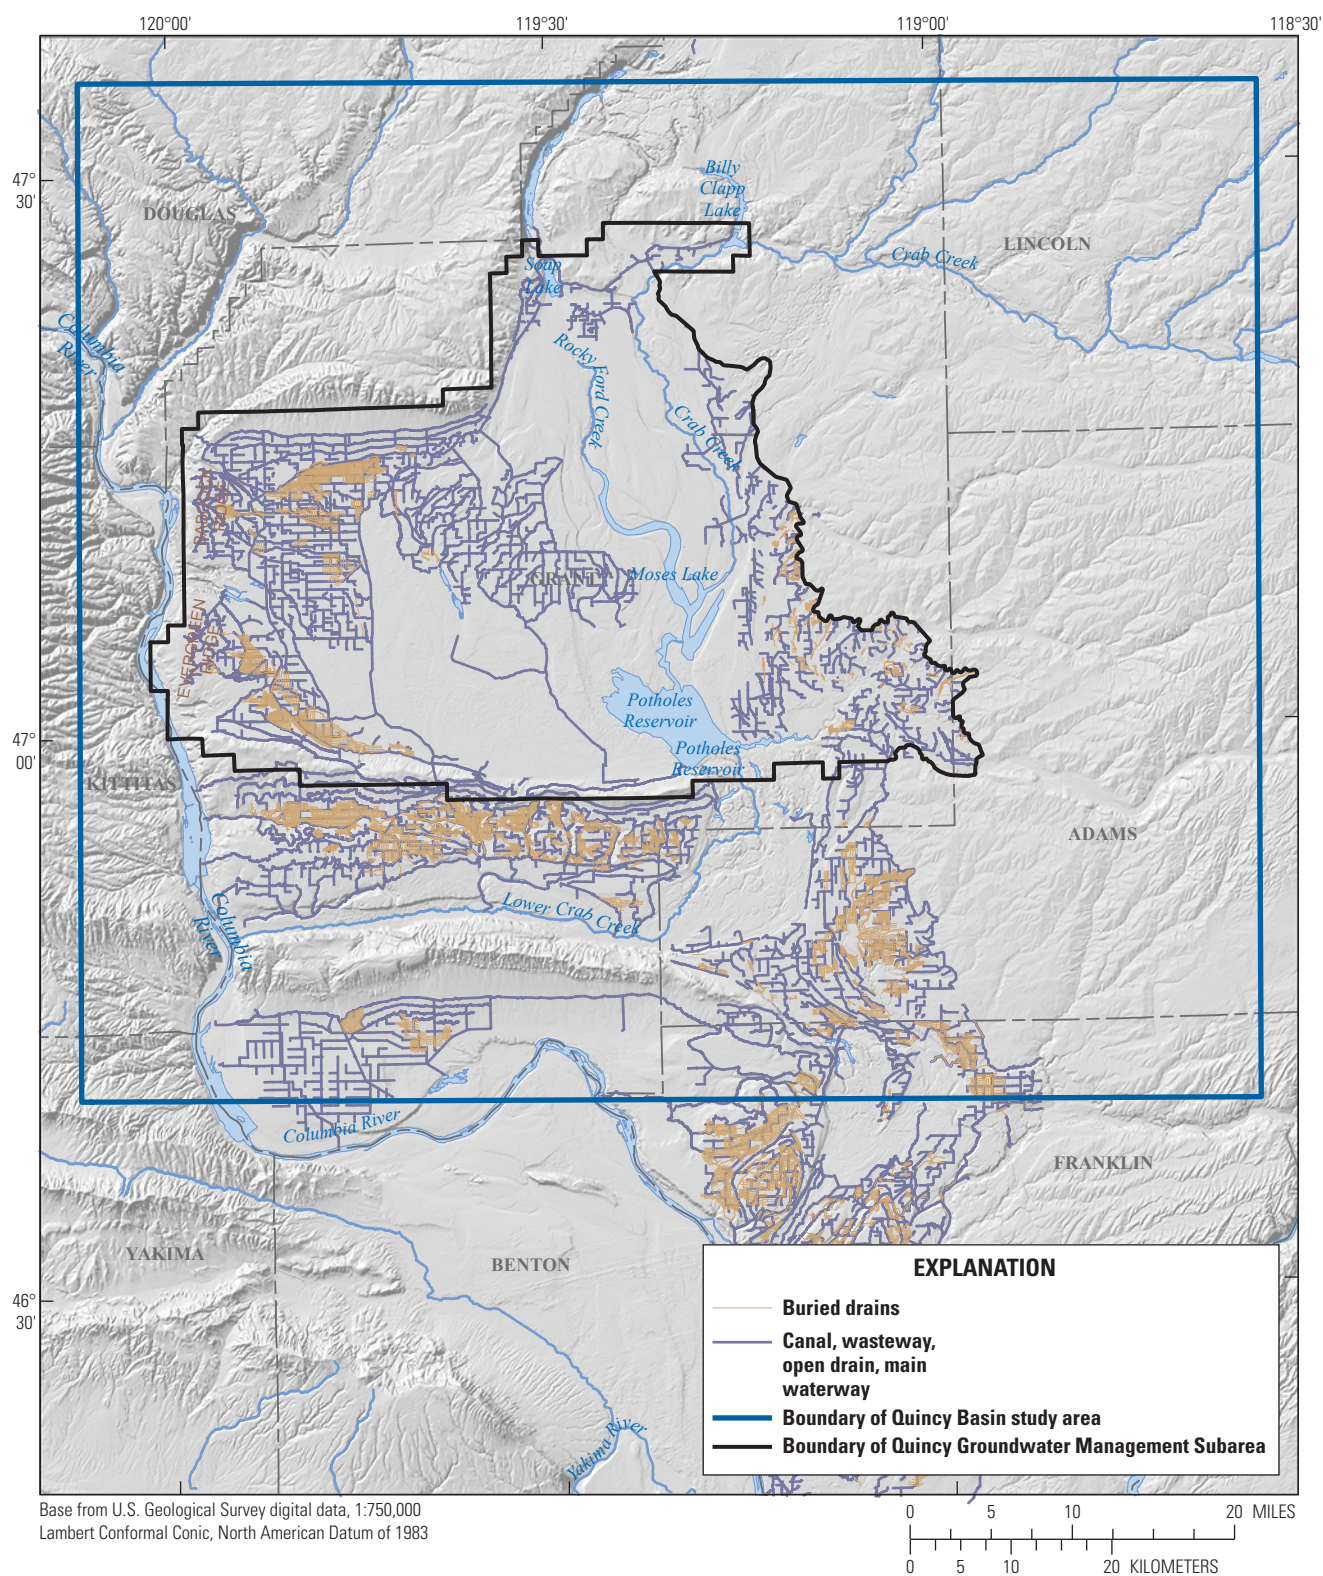 120°00'
119°30'
119°00'
118°30'
47°
30'
DOUGLAS
Billy
Clapp
Lake
LINCOLN
Crab Creek
Soap
Lake
Columbia
River
Rocky Ford Creek
Crab Creek
BABCOCK
RIDGE
GRANT
Moses Lake
EVERGREEN
RIDGE
Potholes
Reservoir
47°
00'
Potholes
Reservoir
KITTITAS
ADAMS
Lower Crab Creek
Columbia
River
Columbia River
FRANKLIN
YAKIMA
BENTON
46°
30'
Yakima River
EXPLANATION
Buried drains
Canal, wasteway,
open drain, main
waterway
Boundary of Quincy Basin study area
Boundary of Quincy Groundwater Management Subarea
Base from U.S. Geological Survey digital data, 1:750,000
Lambert Conformal Conic, North American Datum of 1983
0 5 10 20 MILES
0 5 10 20 KILOMETERS